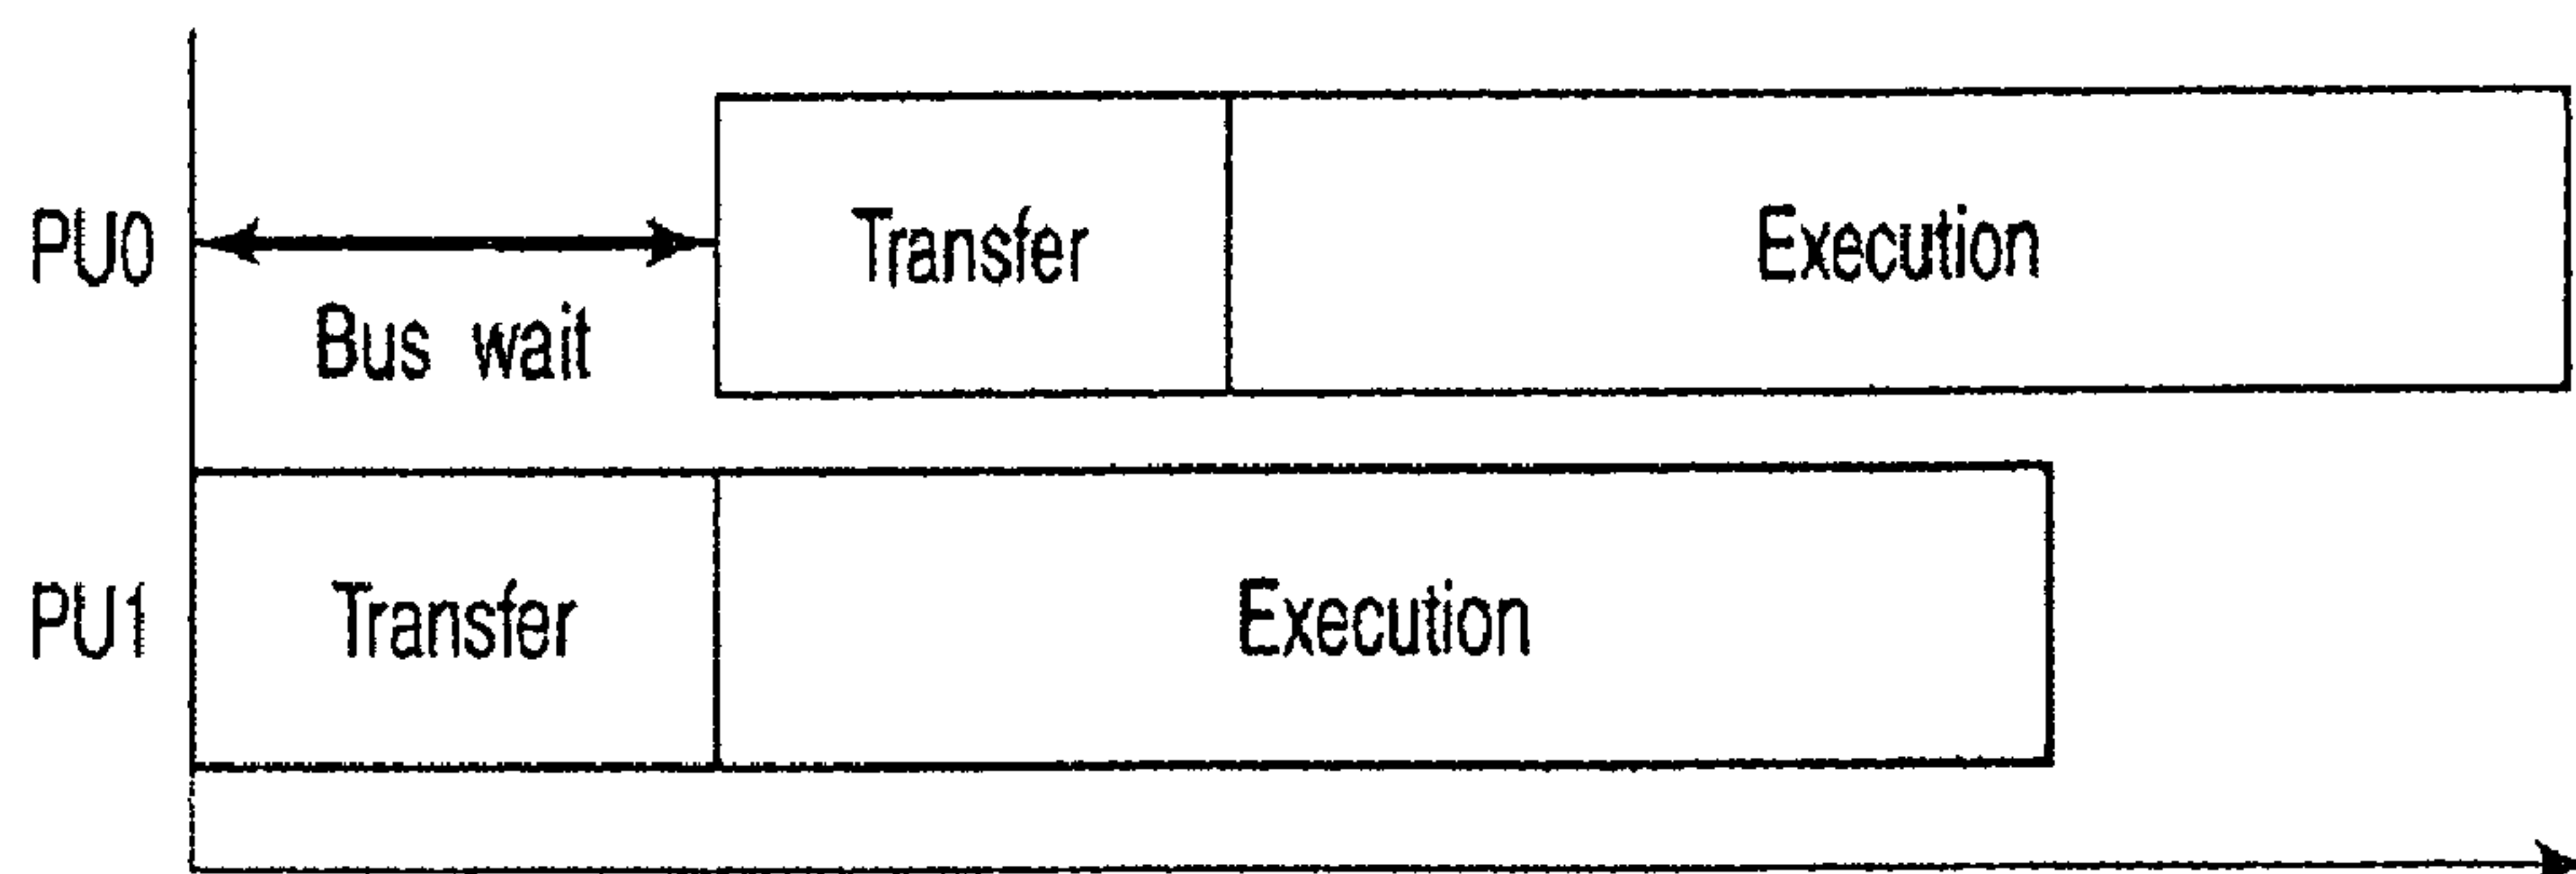 PU0
Bus wait
Transfer
Execution
PU1
Transfer
Execution